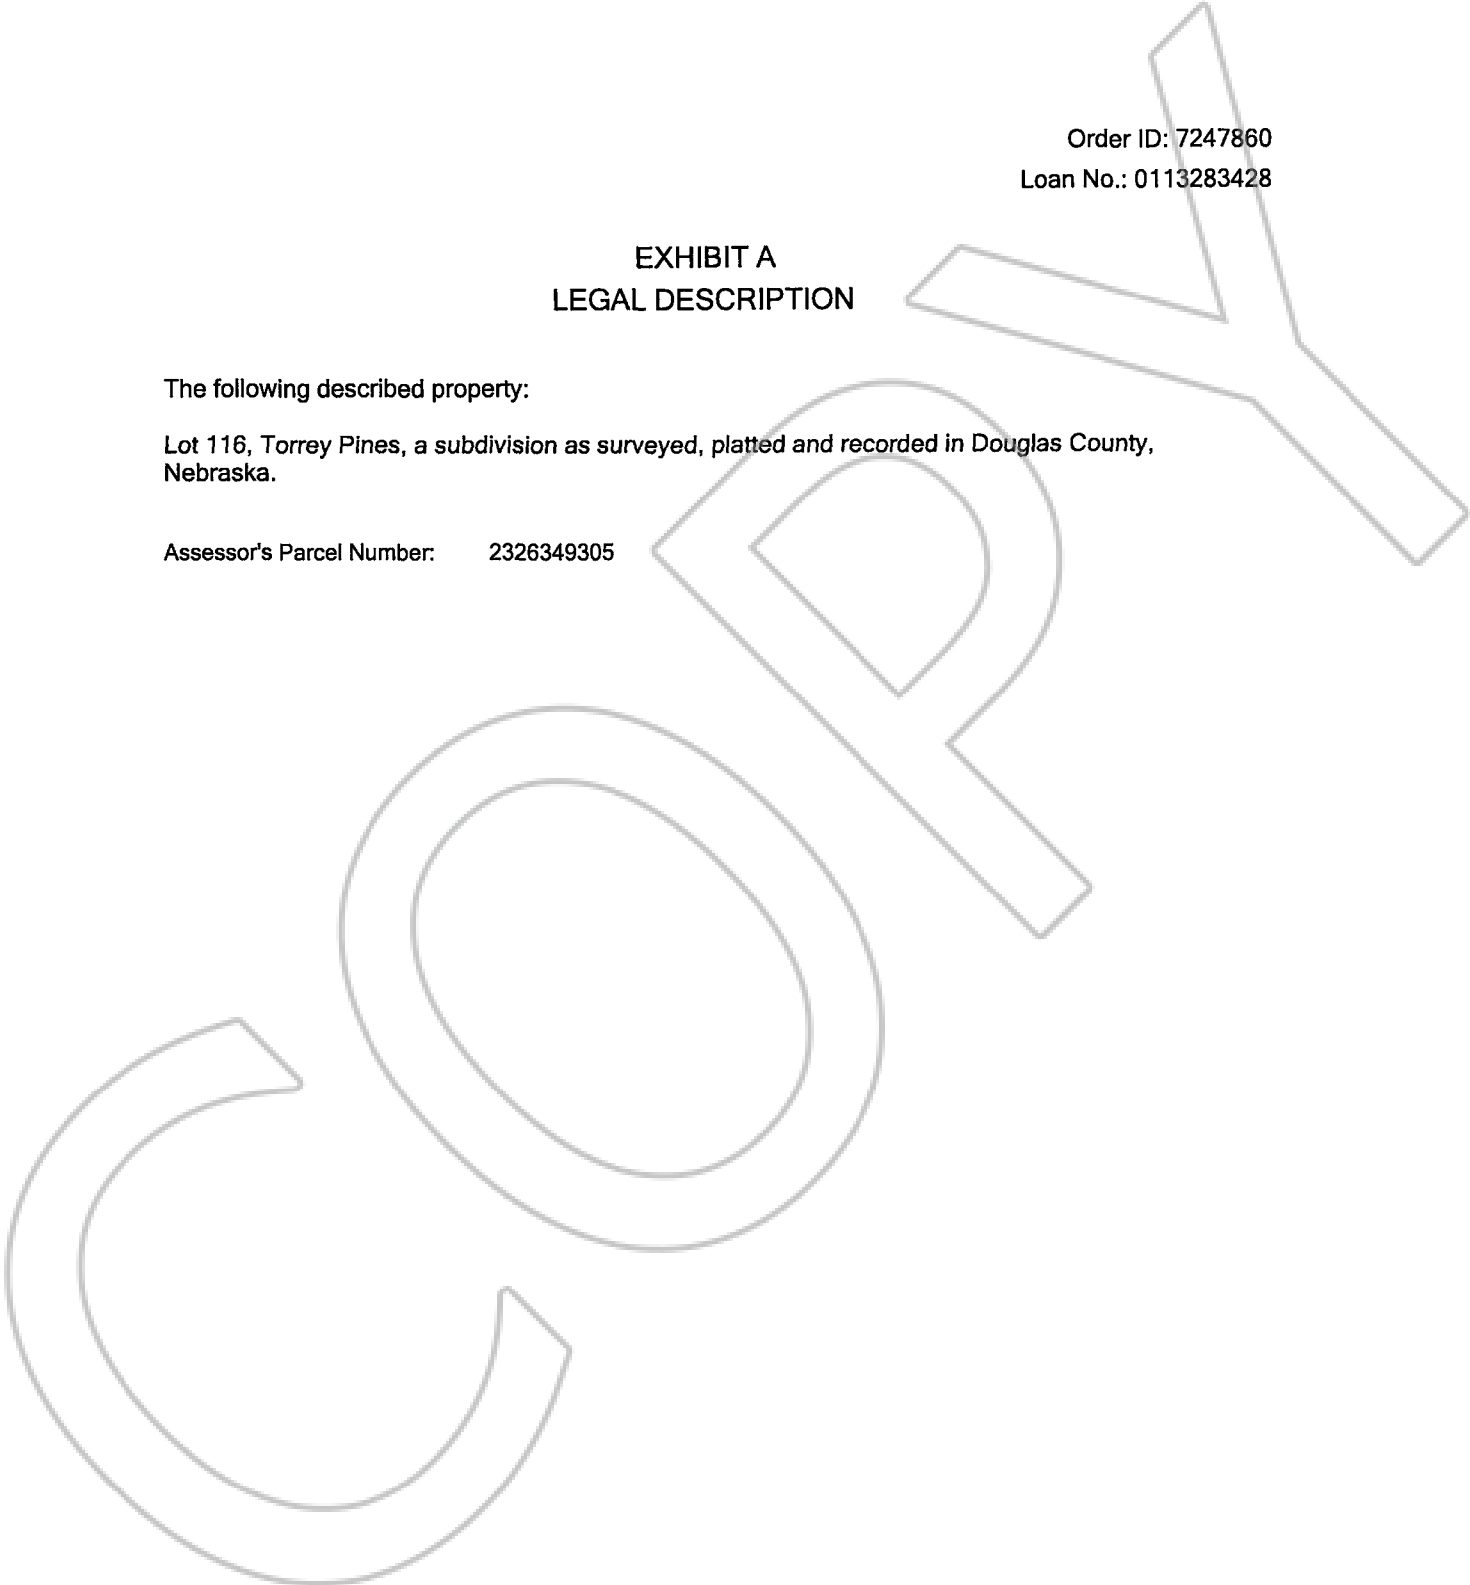 Order ID: 7247860
Loan No.: 0113283428
EXHIBIT A
LEGAL DESCRIPTION
The following described property:
Lot 116, Torrey Pines, a subdivision as surveyed, platted and recorded in Douglas County,
Nebraska.
Assessor's Parcel Number: 2326349305
COPY